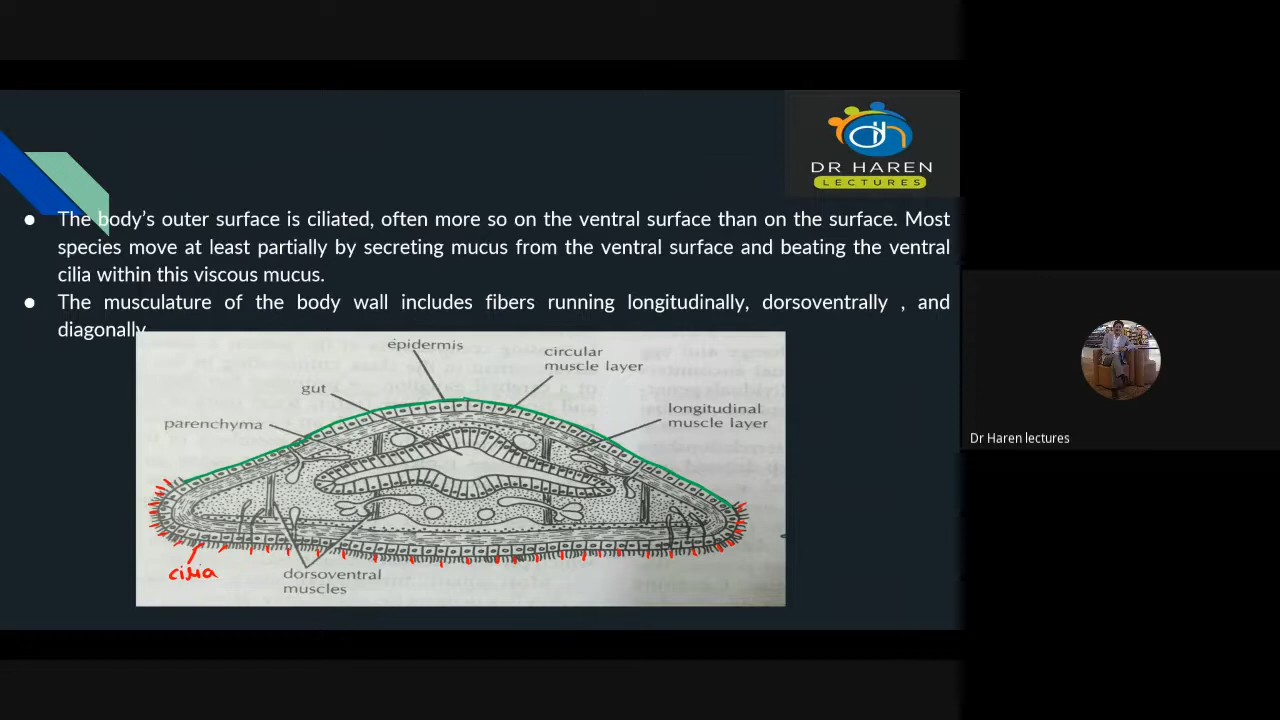 DR HAREN
LECTURES
● The body's outer surface is ciliated, often more so on the ventral surface than on the surface. Most
species move at least partially by secreting mucus from the ventral surface and beating the ventral
cilia within this viscous mucus.
● The musculature of the body wall includes fibers running longitudinally, dorsoventrally , and
diagonally
epidermis
circular
muscle layer
gut
longitudinal
muscle layer
parenchyma
cilia
dorsoventral
muscles
Dr Haren lectures